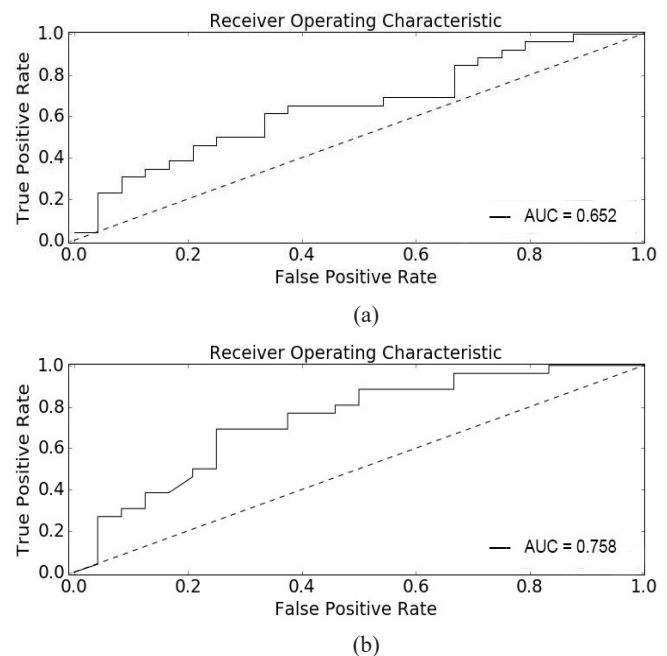 Receiver Operating Characteristic
1.0
0.8
0.6
0.4
0.2
0.0
True Positive Rate
AUC = 0.652
0.0 0.2 0.4 0.6 0.8 1.0
False Positive Rate
(a)
Receiver Operating Characteristic
1.0
0.8
0.6
0.4
0.2
0.0
True Positive Rate
AUC = 0.758
0.0 0.2 0.4 0.6 0.8 1.0
False Positive Rate
(b)